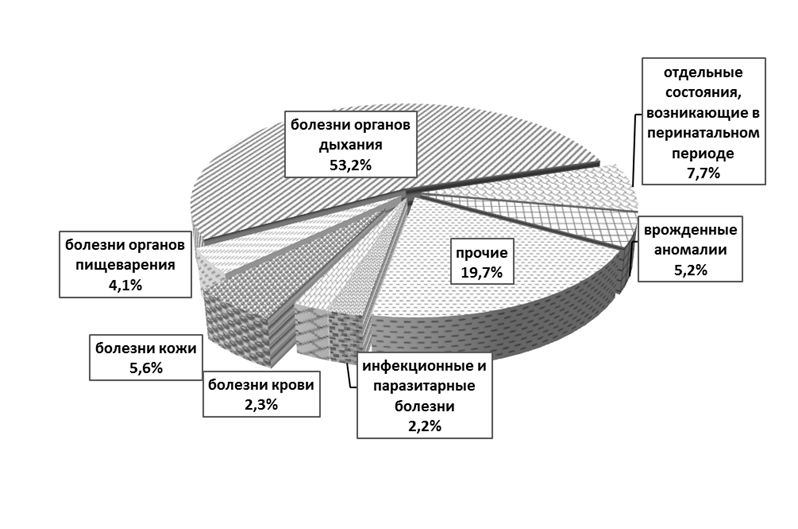 отдельные
состояния,
возникающие в
перинатальном
периоде
7,7%
болезни органов
дыхания
53,2%
врожденные
аномалии
5,2%
прочие
19,7%
болезни органов
пищеварения
4,1%
болезни кожи
5,6%
болезни крови
2,3%
инфекционные и
паразитарные
болезни
2,2%